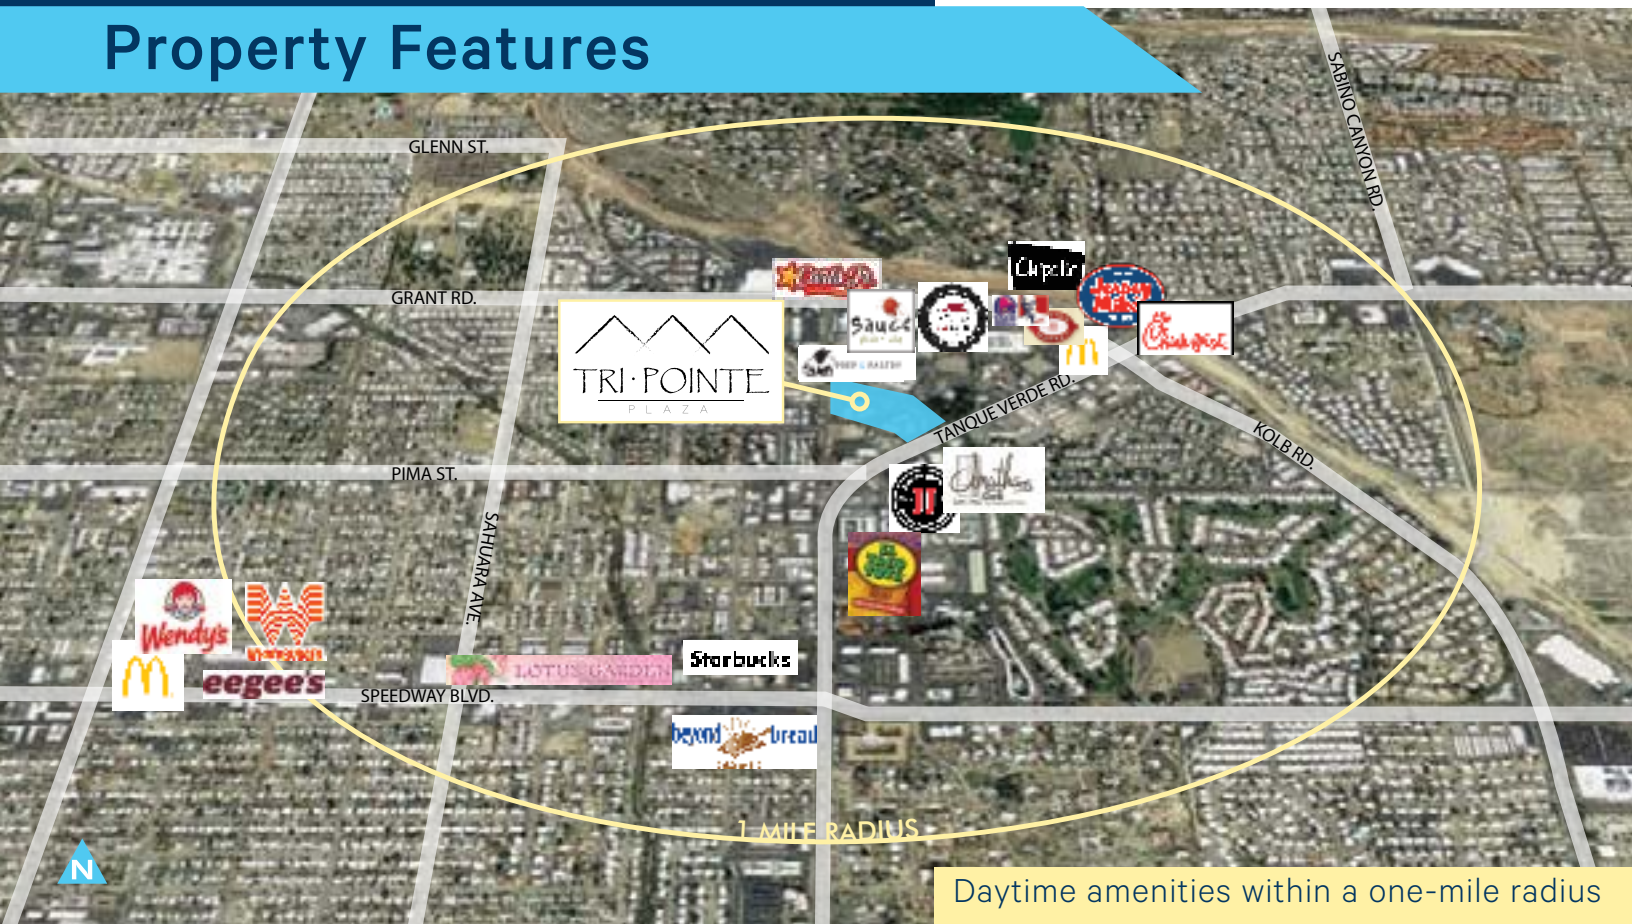 Property Features
SABINO CANYON RD.
GLENN ST.
GRANT RD.
TRI·POINTE
PLAZA
Sauce
TANQUE VERDE RD.
KOLB RD.
PIMA ST.
SAHUARA AVE.
Wendy's
eegee's
LOTUS GARDEN
Starbucks
SPEEDWAY BLVD.
beyond bread
1 MILE RADIUS
N
Daytime amenities within a one-mile radius